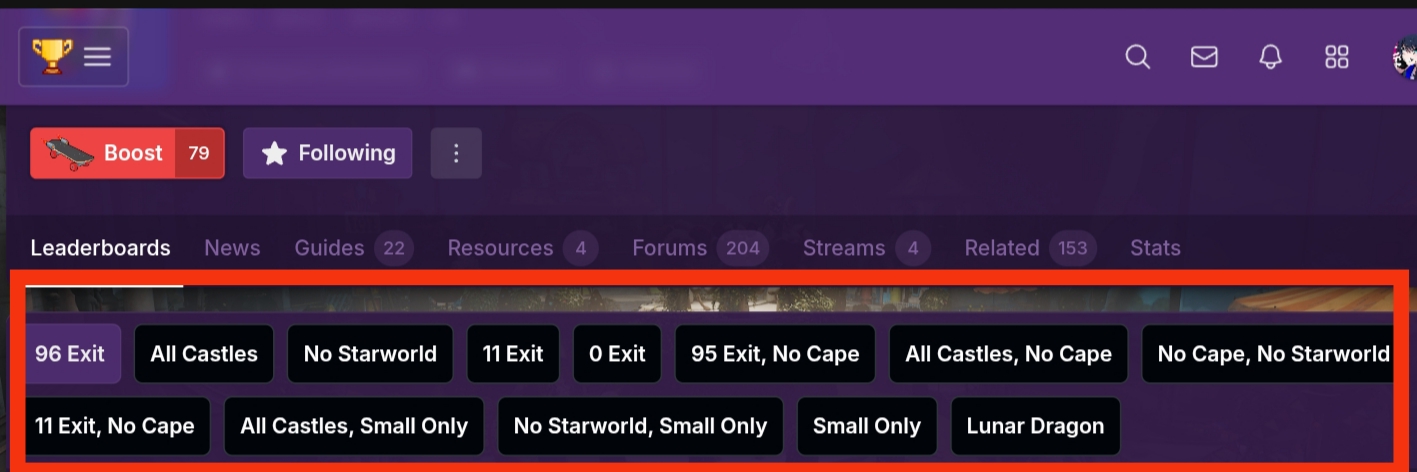 Boost 79 Following
Leaderboards News Guides 22 Resources 4 Forums 204 Streams 4 Related 153 Stats
96 Exit All Castles No Starworld 11 Exit 0 Exit 95 Exit, No Cape All Castles, No Cape No Cape, No Starworld
11 Exit, No Cape All Castles, Small Only No Starworld, Small Only Small Only Lunar Dragon